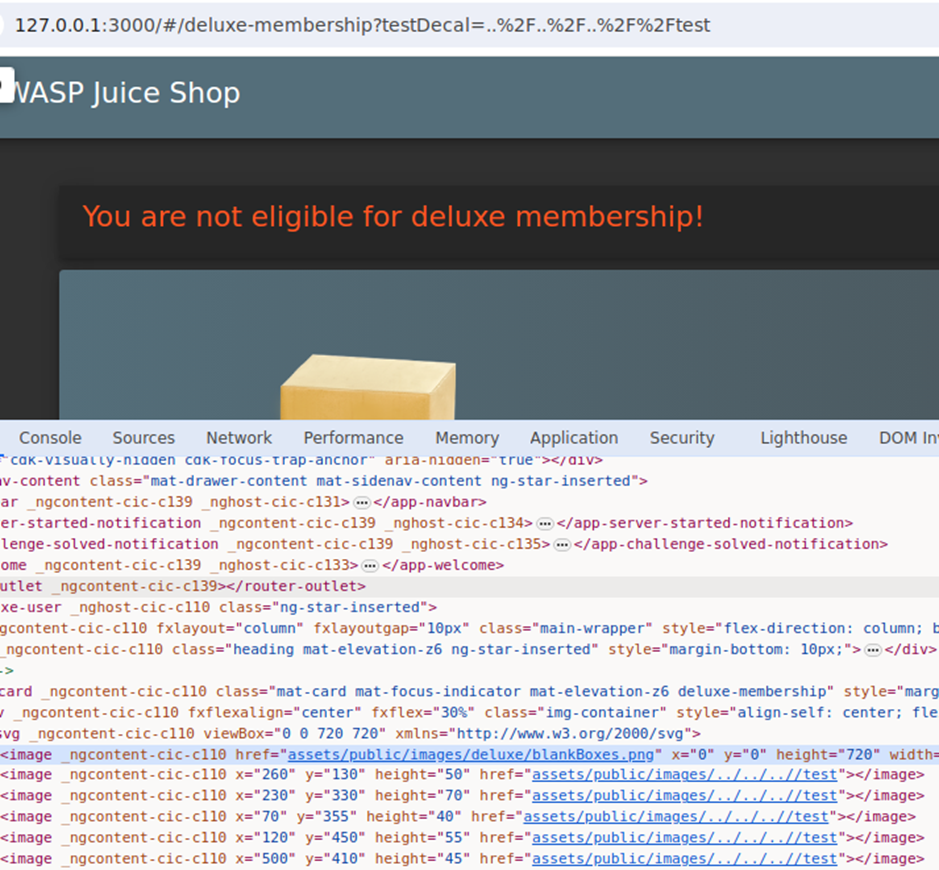 127.0.0.1:3000/#/deluxe-membership?testDecal=..%2F..%2F..%2F%2Ftest
WASP Juice Shop
You are not eligible for deluxe membership!
Console Sources Network Performance Memory Application Security Lighthouse DOM Inv
"cdk-visually-hidden cdk-focus-trap-anchor" aria-hidden="true"></div>
av-content class="mat-drawer-content mat-sidenav-content ng-star-inserted">
ar _ngcontent-cic-c139 _nghost-cic-c131>…</app-navbar>
er-started-notification _ngcontent-cic-c139 _nghost-cic-c134>…</app-server-started-notification>
lenge-solved-notification _ngcontent-cic-c139 _nghost-cic-c135>…</app-challenge-solved-notification>
ome _ngcontent-cic-c139 _nghost-cic-c133>…</app-welcome>
utlet _ngcontent-cic-c139></router-outlet>
xe-user _nghost-cic-c110 class="ng-star-inserted">
gcontent-cic-c110 fxlayout="column" fxlayoutgap="10px" class="main-wrapper" style="flex-direction: column; b
_ngcontent-cic-c110 class="heading mat-elevation-z6 ng-star-inserted" style="margin-bottom: 10px;">…</div>
->
card _ngcontent-cic-c110 class="mat-card mat-focus-indicator mat-elevation-z6 deluxe-membership" style="marg
v _ngcontent-cic-c110 fxflexalign="center" fxflex="30%" class="img-container" style="align-self: center; fle
svg _ngcontent-cic-c110 viewBox="0 0 720 720" xmlns="http://www.w3.org/2000/svg">
<image _ngcontent-cic-c110 href="assets/public/images/deluxe/blankBoxes.png" x="0" y="0" height="720" width=
<image _ngcontent-cic-c110 x="260" y="130" height="50" href="assets/public/images/../../..//test"></image>
<image _ngcontent-cic-c110 x="230" y="330" height="70" href="assets/public/images/../../..//test"></image>
<image _ngcontent-cic-c110 x="70" y="355" height="40" href="assets/public/images/../../..//test"></image>
<image _ngcontent-cic-c110 x="120" y="450" height="55" href="assets/public/images/../../..//test"></image>
<image _ngcontent-cic-c110 x="500" y="410" height="45" href="assets/public/images/../../..//test"></image>